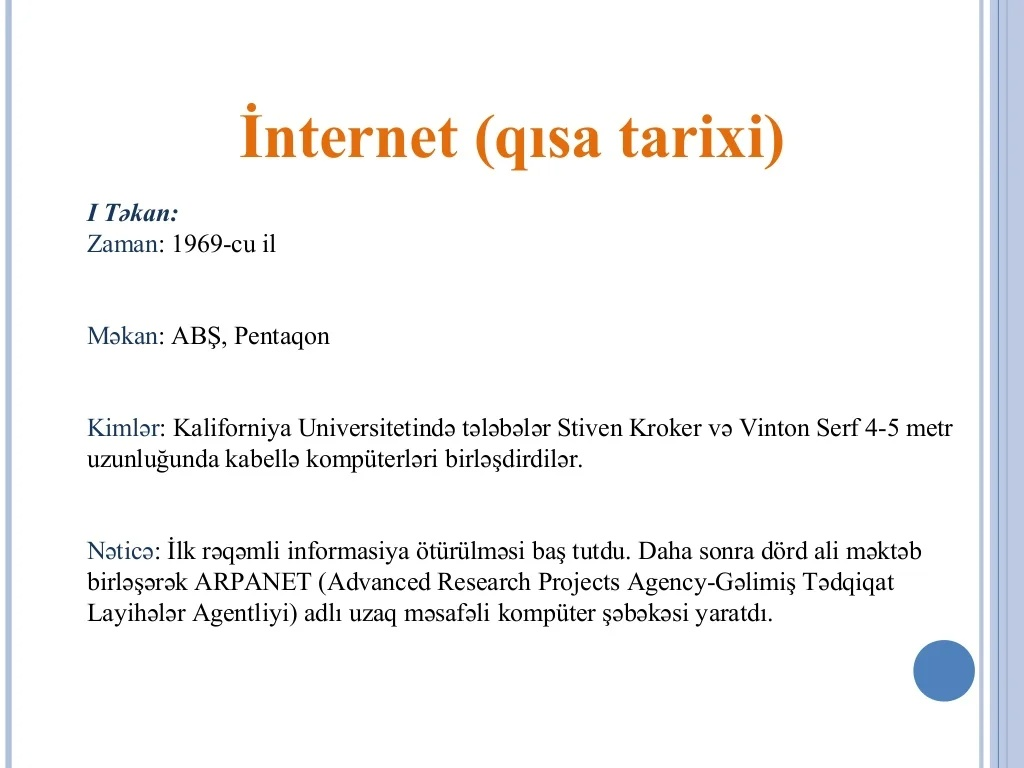 İnternet (qısa tarixi)
I Təkan:
Zaman: 1969-cu il
Məkan: ABŞ, Pentaqon
Kimlər: Kaliforniya Universitetində tələbələr Stiven Kroker və Vinton Serf 4-5 metr
uzunluğunda kabellə kompüterləri birləşdirdilər.
Nəticə: İlk rəqəmli informasiya ötürülməsi baş tutdu. Daha sonra dörd ali məktəb
birləşərək ARPANET (Advanced Research Projects Agency-Gəlimiş Tədqiqat
Layihələr Agentliyi) adlı uzaq məsafəli kompüter şəbəkəsi yaratdı.